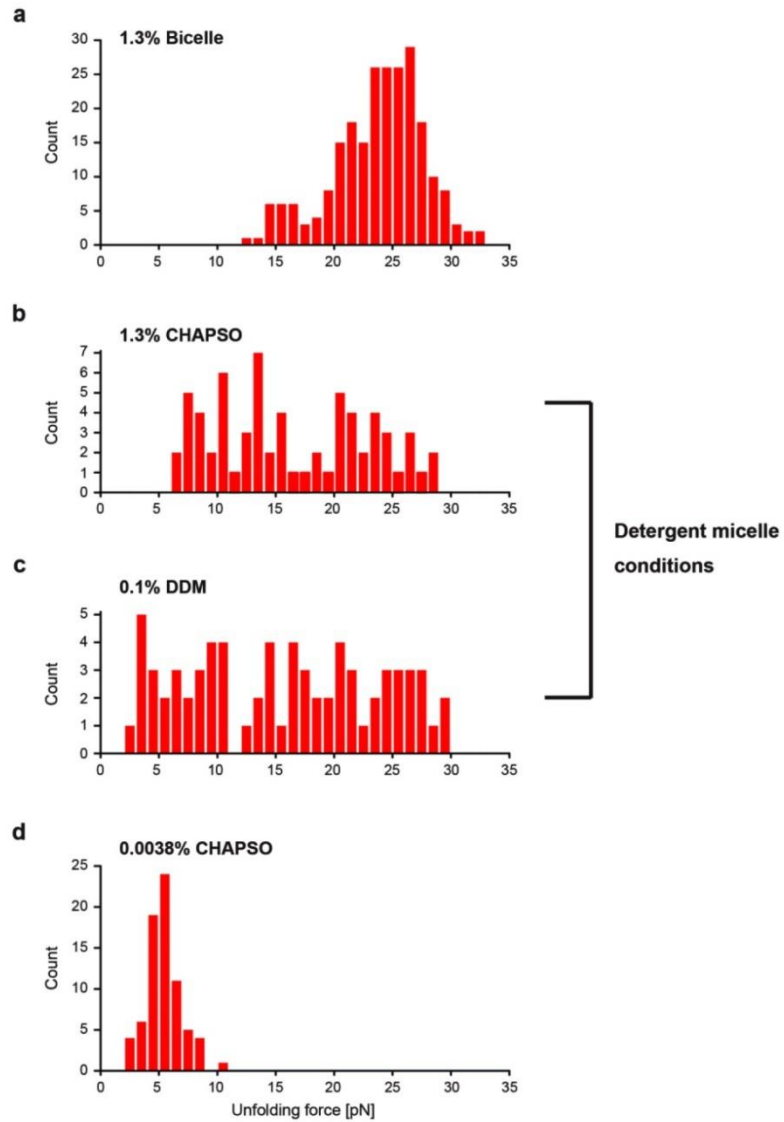 a
1.3% Bicelle
30
25
20
15
10
5
0
Count
0 5 10 15 20 25 30 35
b
1.3% CHAPSO
7
6
5
4
3
2
1
0
Count
0 5 10 15 20 25 30 35
Detergent micelle
conditions
c
0.1% DDM
5
4
3
2
1
0
Count
0 5 10 15 20 25 30 35
d
0.0038% CHAPSO
25
20
15
10
5
0
Count
0 5 10 15 20 25 30 35
Unfolding force [pN]